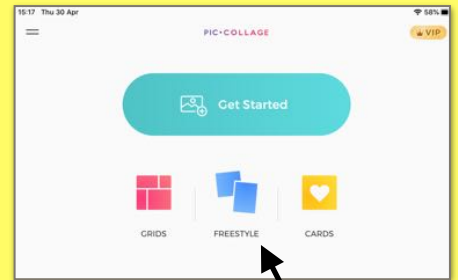 15:17 Thu 30 Apr 58%
PIC•COLLAGE VIP
Get Started
GRIDS FREESTYLE CARDS